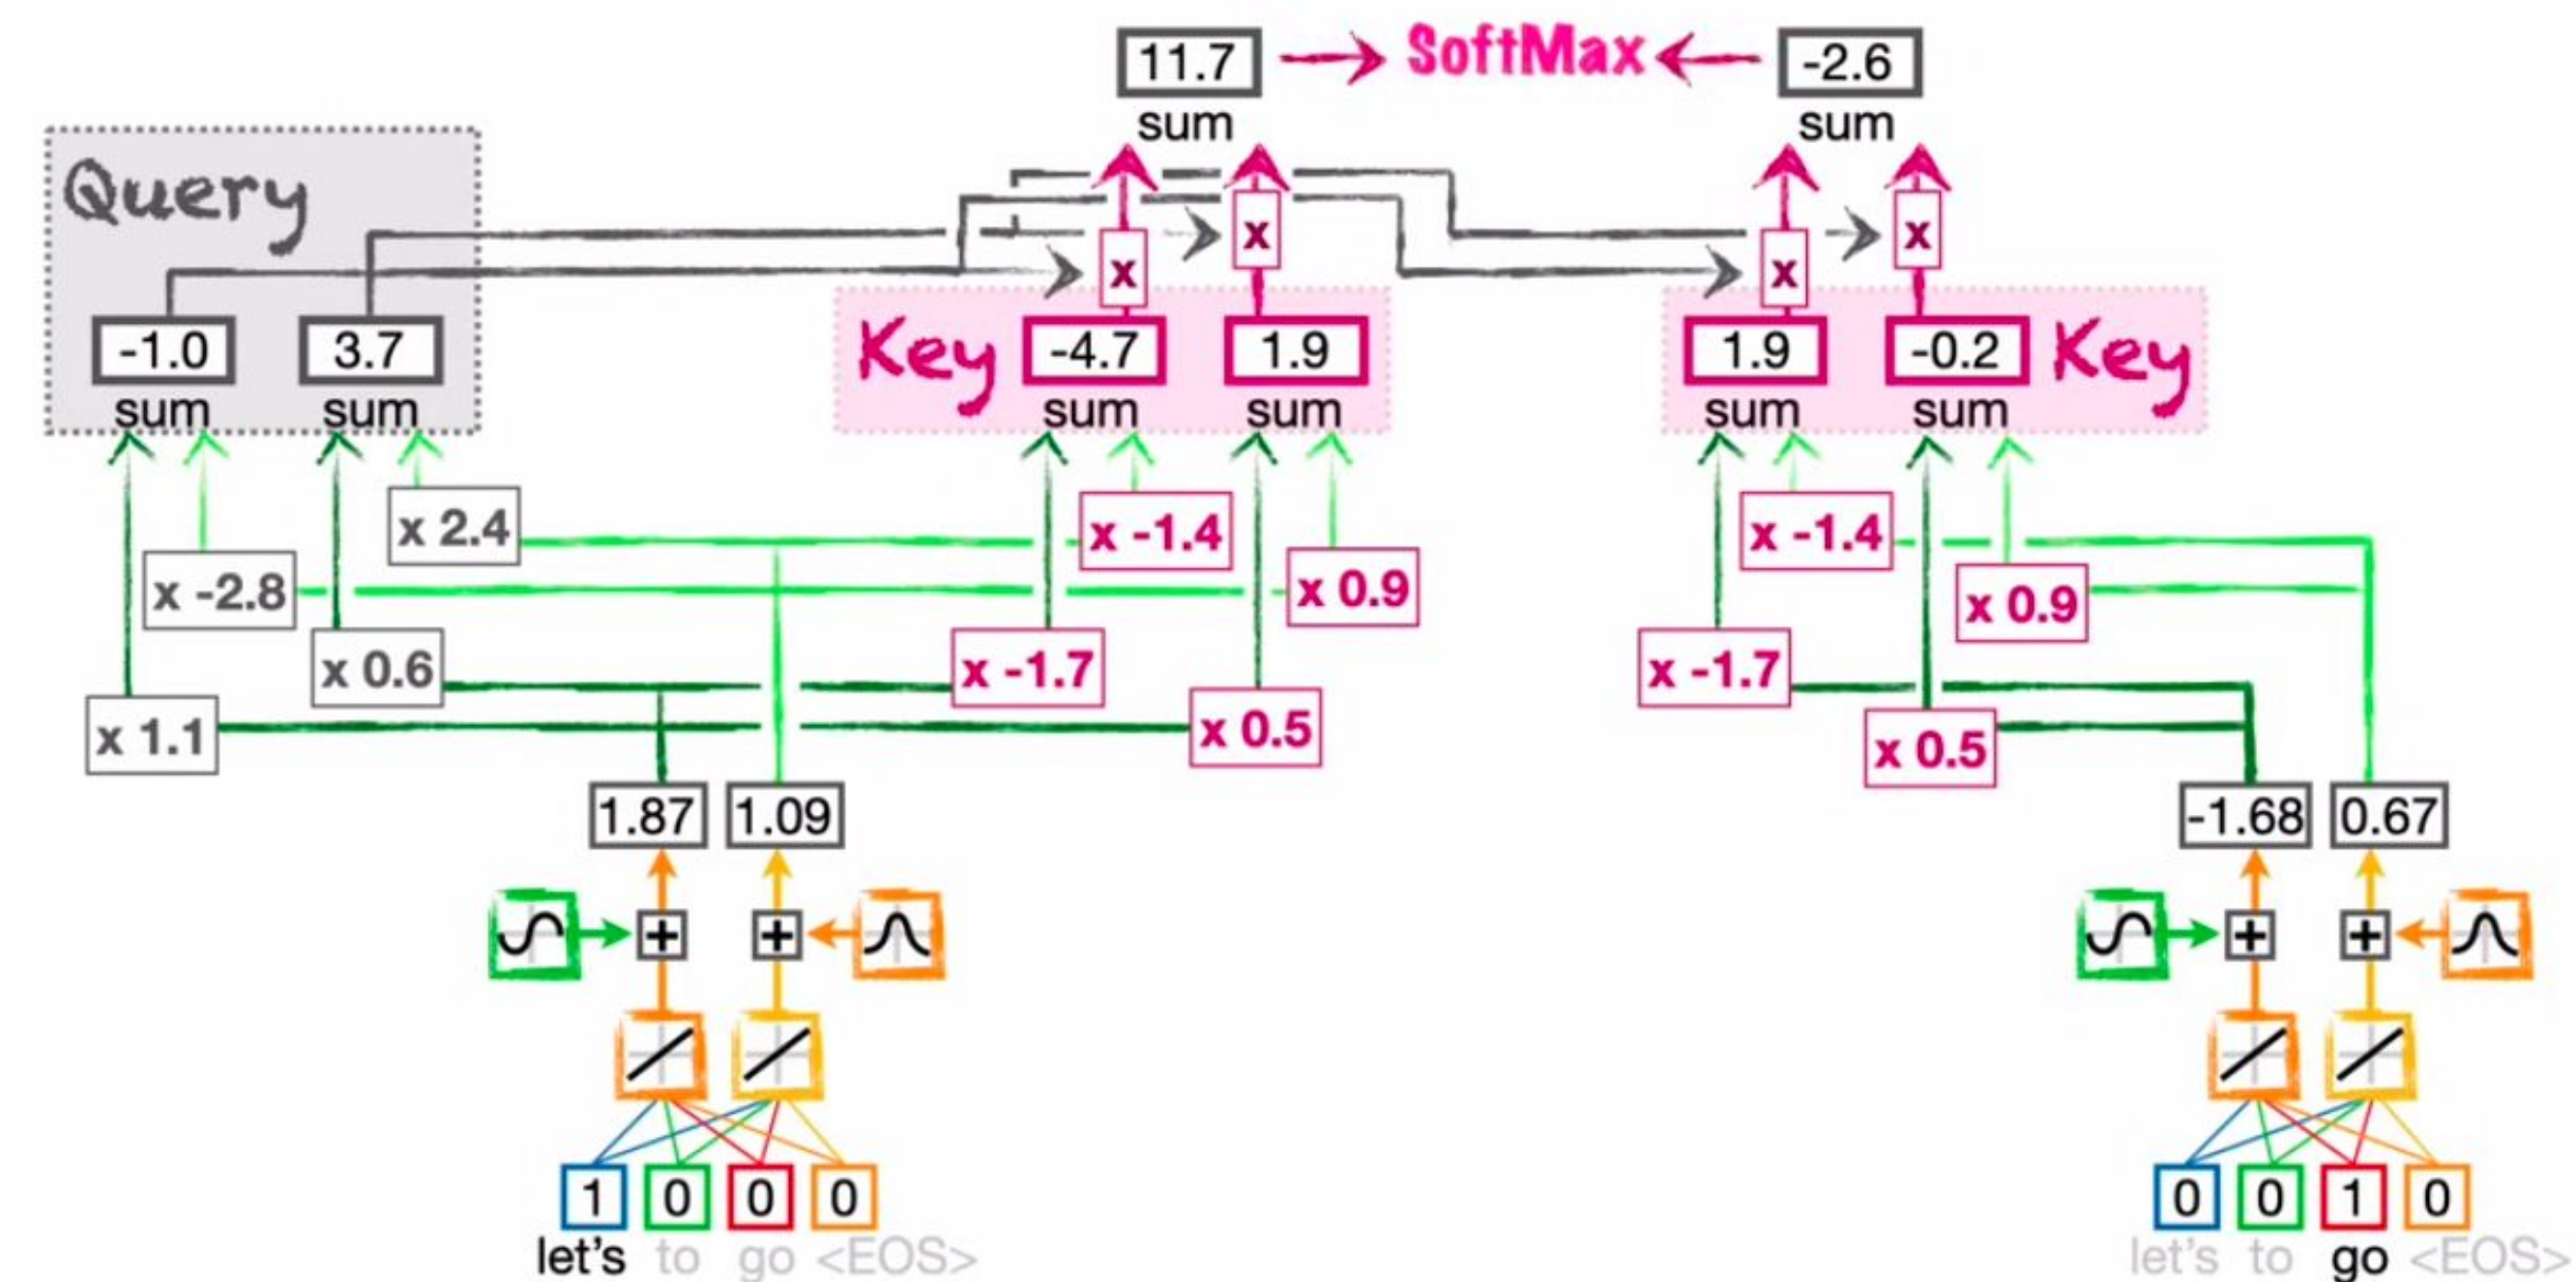 11.7 SoftMax -2.6
sum sum
Query
x x
x x
-1.0 3.7 Key -4.7 1.9 1.9 -0.2 Key
sum sum sum sum sum sum
x 2.4 x -1.4 x -1.4
x -2.8 x 0.9 x 0.9
x 0.6 x -1.7 x -1.7
x 1.1 x 0.5 x 0.5
1.87 1.09 -1.68 0.67
+ + + +
1 0 0 0 0 0 1 0
let's to go <EOS> let's to go <EOS>